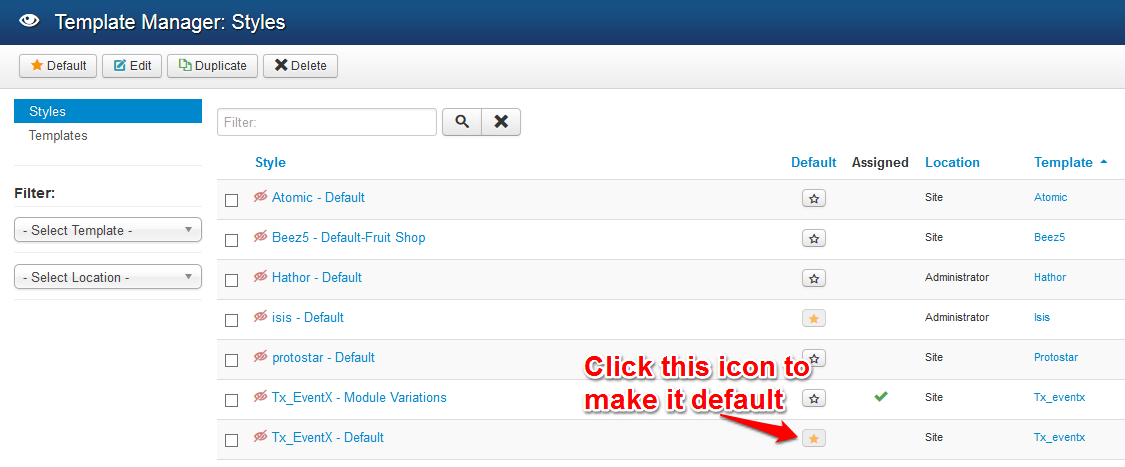 Template Manager: Styles
Default Edit Duplicate Delete
Styles
Templates
Filter:
- Select Template -
- Select Location -
Filter:
Style Default Assigned Location Template
Atomic - Default Site Atomic
Beez5 - Default-Fruit Shop Site Beez5
Hathor - Default Administrator Hathor
isis - Default Administrator Isis
protostar - Default Site Protostar
Tx_EventX - Module Variations Site Tx_eventx
Tx_EventX - Default Site Tx_eventx
Click this icon to
make it default